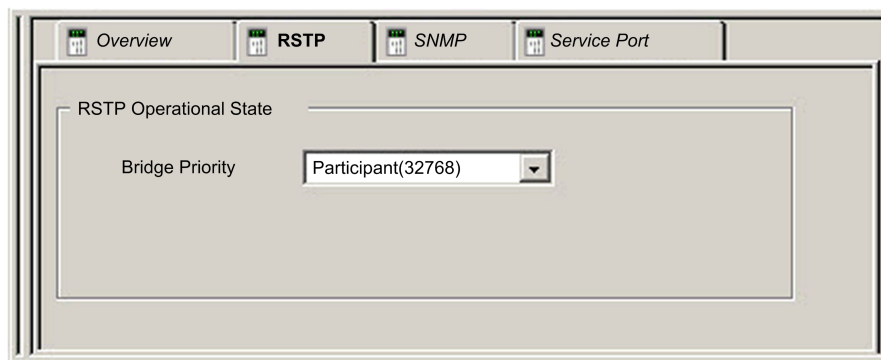 Overview RSTP SNMP Service Port
RSTP Operational State
Bridge Priority Participant(32768)